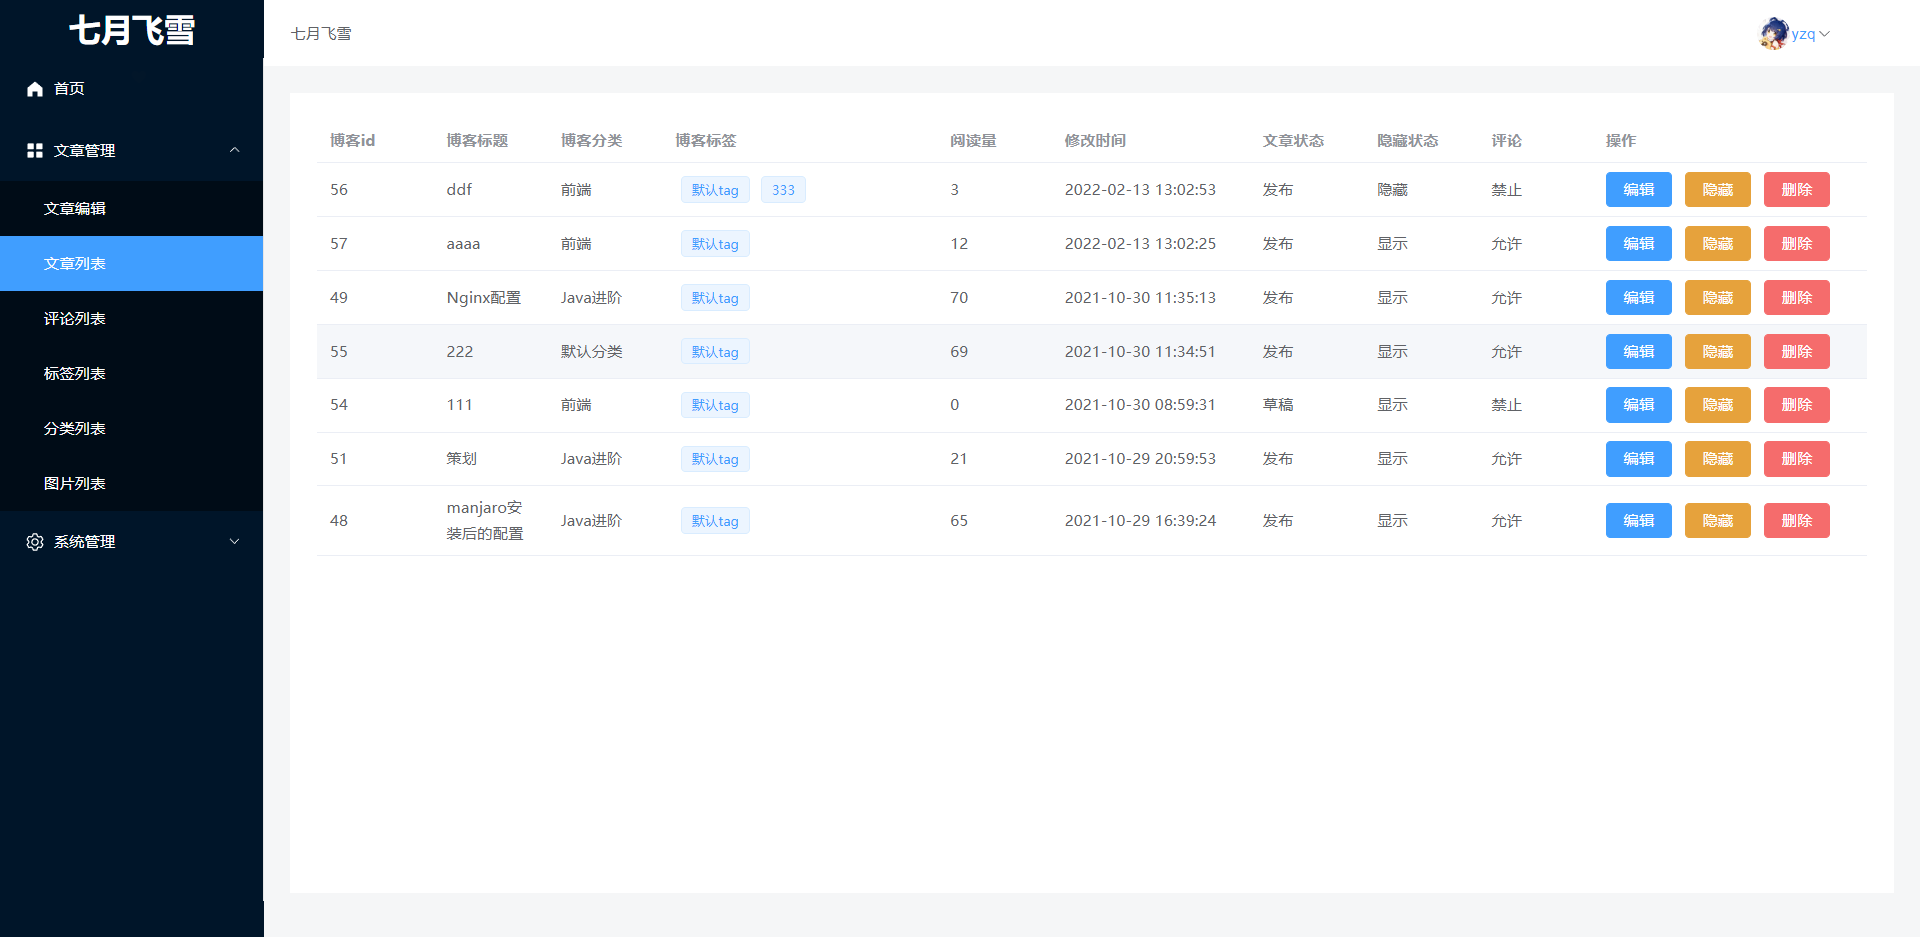 七月飞雪
七月飞雪
yzq
首页
文章管理
文章编辑
文章列表
评论列表
标签列表
分类列表
图片列表
系统管理
博客id 博客标题 博客分类 博客标签 阅读量 修改时间 文章状态 隐藏状态 评论 操作
56 ddf 前端 默认tag 333 3 2022-02-13 13:02:53 发布 隐藏 禁止 编辑 隐藏 删除
57 aaaa 前端 默认tag 12 2022-02-13 13:02:25 发布 显示 允许 编辑 隐藏 删除
49 Nginx配置 Java进阶 默认tag 70 2021-10-30 11:35:13 发布 显示 允许 编辑 隐藏 删除
55 222 默认分类 默认tag 69 2021-10-30 11:34:51 发布 显示 允许 编辑 隐藏 删除
54 111 前端 默认tag 0 2021-10-30 08:59:31 草稿 显示 禁止 编辑 隐藏 删除
51 策划 Java进阶 默认tag 21 2021-10-29 20:59:53 发布 显示 允许 编辑 隐藏 删除
48 manjaro安 Java进阶 默认tag 65 2021-10-29 16:39:24 发布 显示 允许 编辑 隐藏 删除
装后的配置